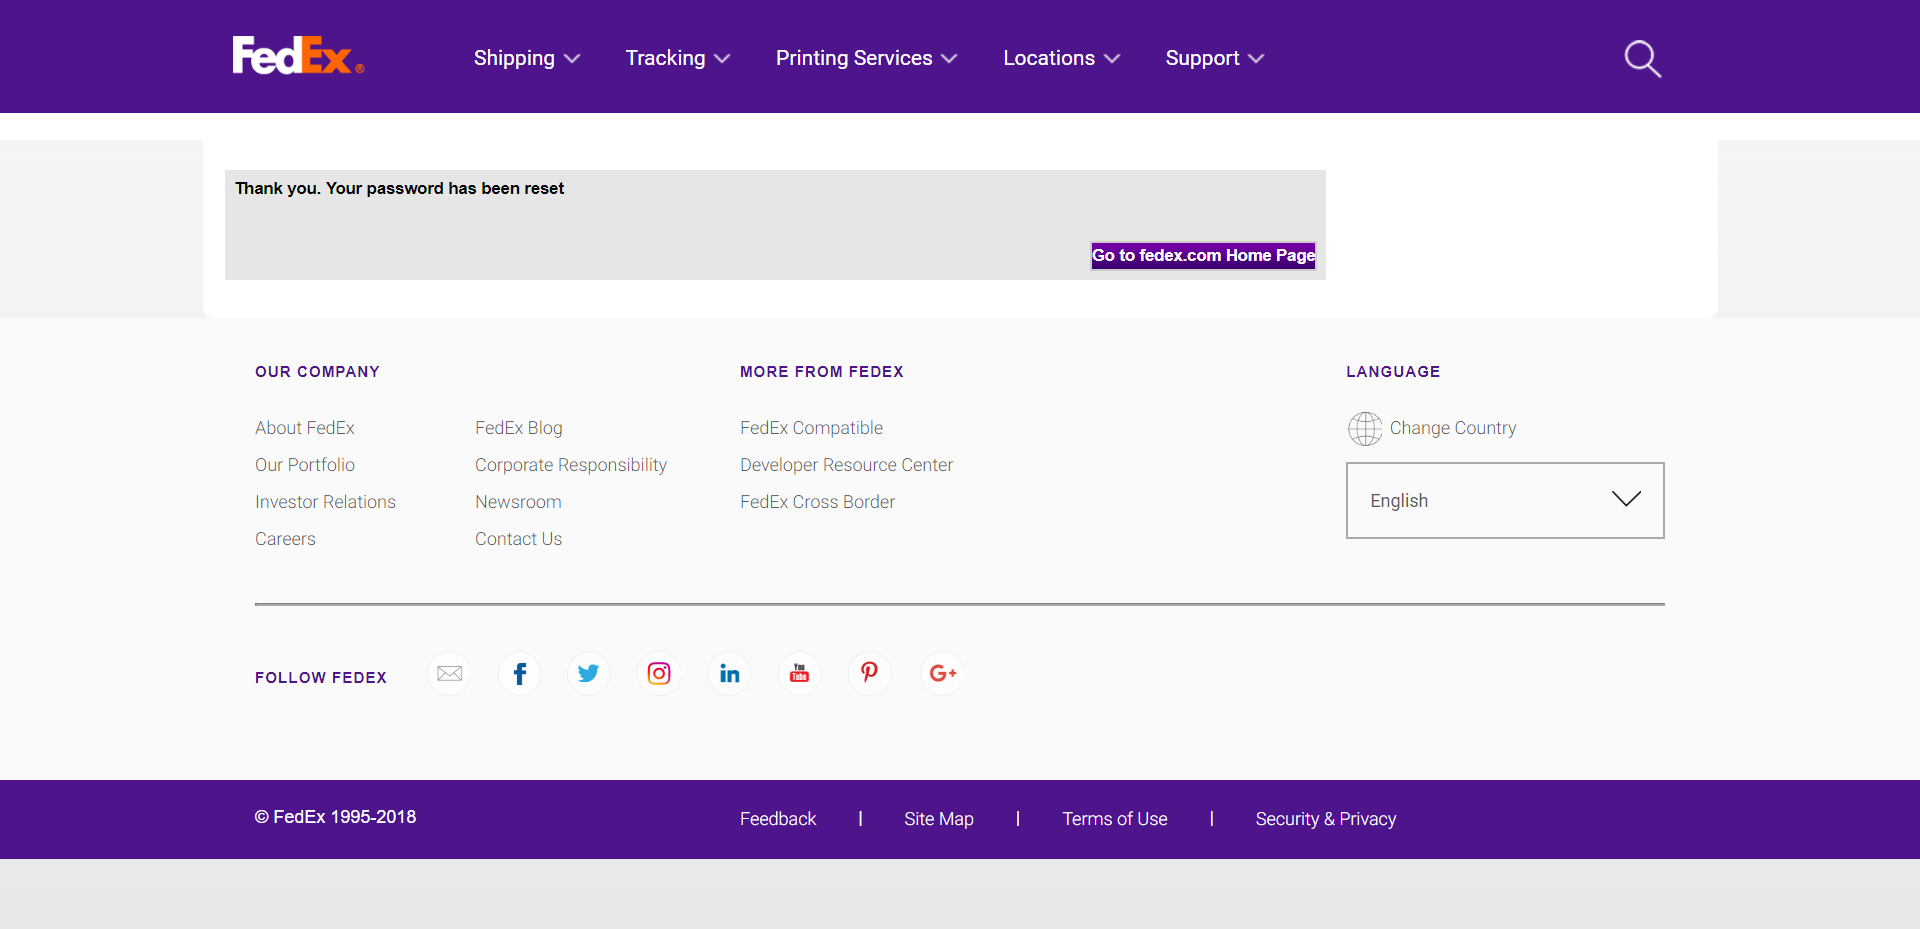 FedEx®
Shipping
Tracking
Printing Services
Locations
Support
Thank you. Your password has been reset
Go to fedex.com Home Page
OUR COMPANY
About FedEx
Our Portfolio
Investor Relations
Careers
FedEx Blog
Corporate Responsibility
Newsroom
Contact Us
MORE FROM FEDEX
FedEx Compatible
Developer Resource Center
FedEx Cross Border
LANGUAGE
Change Country
English
FOLLOW FEDEX
f
in
You
Tube
G+
© FedEx 1995-2018
Feedback | Site Map | Terms of Use | Security & Privacy